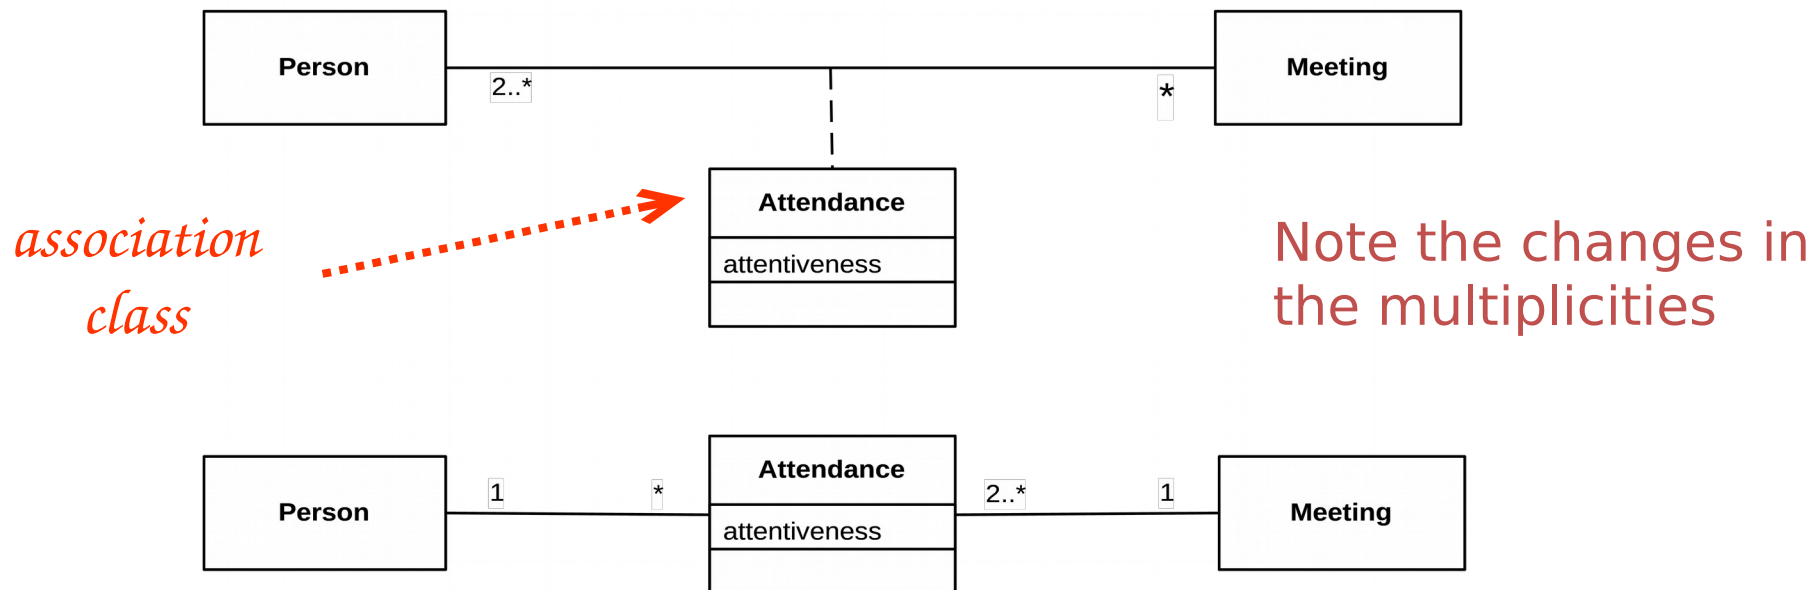 Person
2..*
*
Meeting
Attendance
attentiveness
association
class
Note the changes in
the multiplicities
Person
1
*
Attendance
attentiveness
2..*
1
Meeting